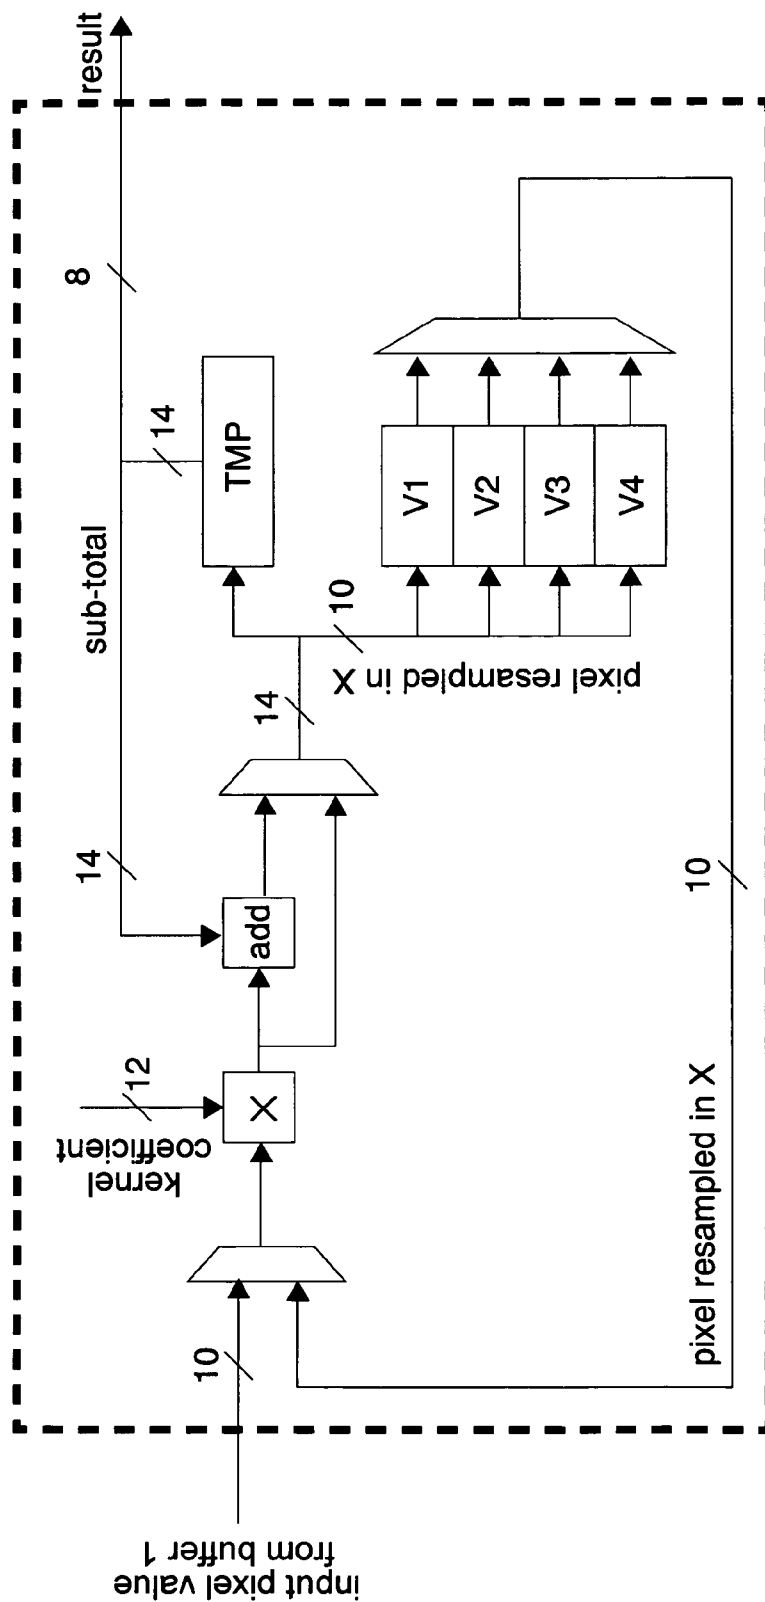 input pixel value
from buffer 1
10
kernel
coefficient
12
X
add
14
sub-total
14
14
TMP
8
result
10
pixel resampled in X
V1
V2
V3
V4
10
pixel resampled in X